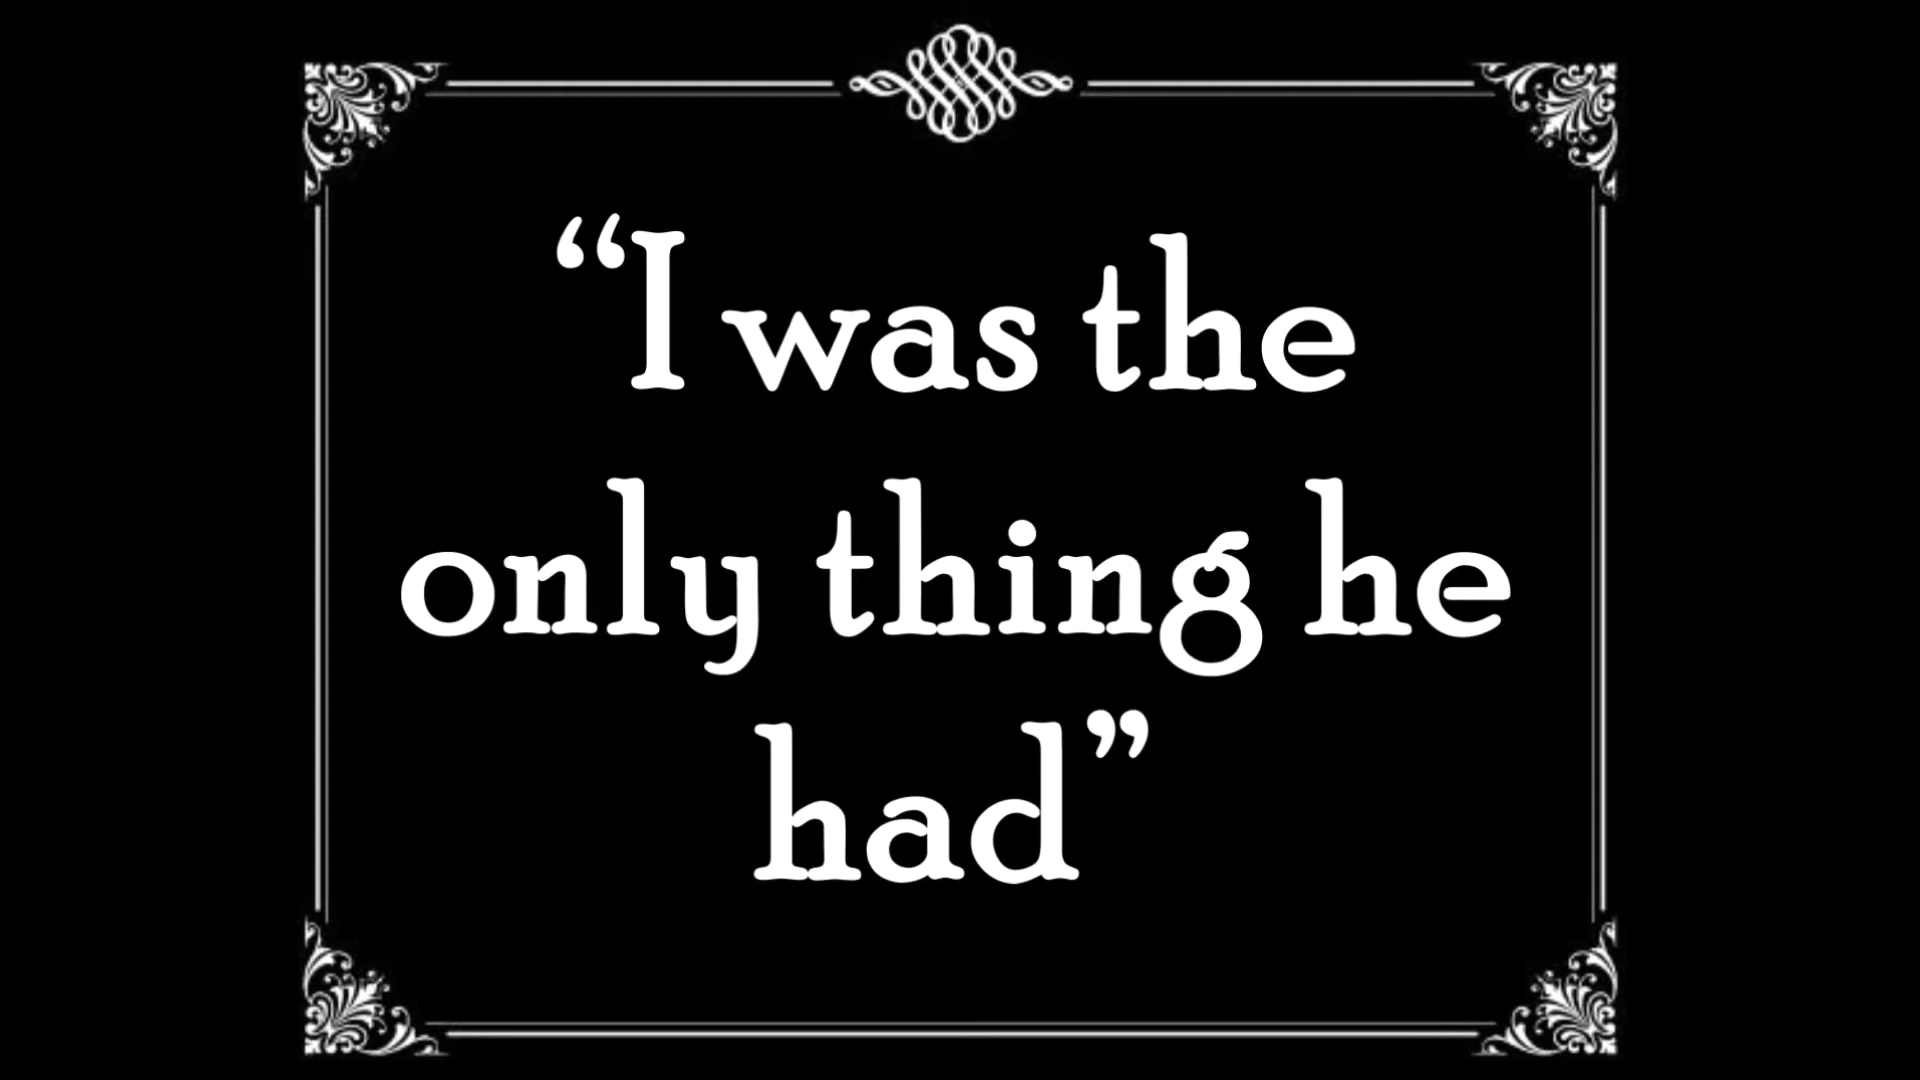 “I was the
only thing he
had”